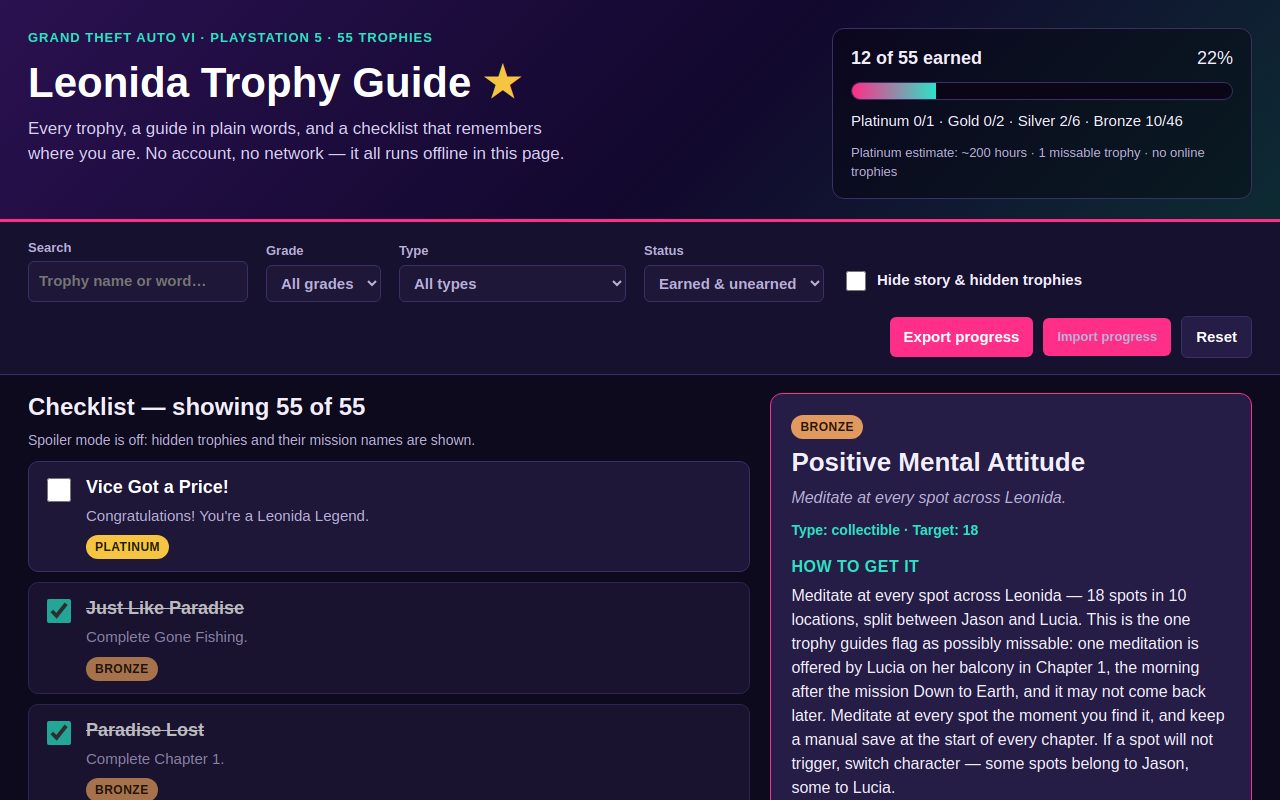 GRAND THEFT AUTO VI · PLAYSTATION 5 · 55 TROPHIES
Leonida Trophy Guide ★
Every trophy, a guide in plain words, and a checklist that remembers
where you are. No account, no network — it all runs offline in this page.
12 of 55 earned
22%
Platinum 0/1 · Gold 0/2 · Silver 2/6 · Bronze 10/46
Platinum estimate: ~200 hours · 1 missable trophy · no online
trophies
Search
Trophy name or word…
Grade
All grades
Type
All types
Status
Earned & unearned
Hide story & hidden trophies
Export progress
Import progress
Reset
Checklist — showing 55 of 55
Spoiler mode is off: hidden trophies and their mission names are shown.
Vice Got a Price!
Congratulations! You're a Leonida Legend.
PLATINUM
Just Like Paradise
Complete Gone Fishing.
BRONZE
Paradise Lost
Complete Chapter 1.
BRONZE
BRONZE
Positive Mental Attitude
Meditate at every spot across Leonida.
Type: collectible · Target: 18
HOW TO GET IT
Meditate at every spot across Leonida — 18 spots in 10
locations, split between Jason and Lucia. This is the one
trophy guides flag as possibly missable: one meditation is
offered by Lucia on her balcony in Chapter 1, the morning
after the mission Down to Earth, and it may not come back
later. Meditate at every spot the moment you find it, and keep
a manual save at the start of every chapter. If a spot will not
trigger, switch character — some spots belong to Jason,
some to Lucia.